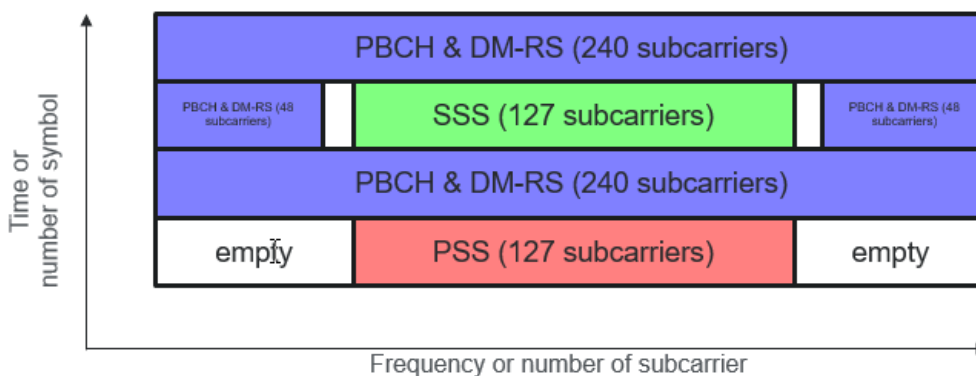 PBCH & DM-RS (240 subcarriers)
PBCH & DM-RS (48
subcarriers)
SSS (127 subcarriers)
PBCH & DM-RS (48
subcarriers)
PBCH & DM-RS (240 subcarriers)
empty
PSS (127 subcarriers)
empty
Time or
number of symbol
Frequency or number of subcarrier